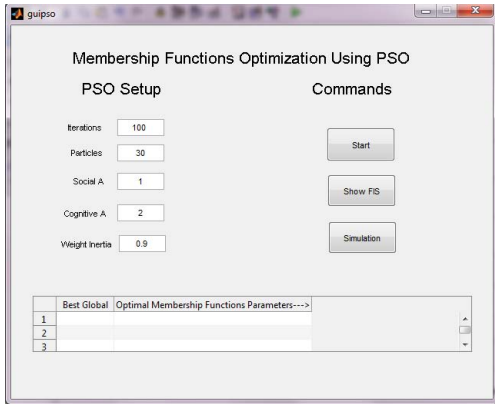 guipso
Membership Functions Optimization Using PSO
PSO Setup
Commands
Iterations 100
Particles 30
Social A 1
Cognitive A 2
Weight Inertia 0.9
Start
Show FIS
Simulation
Best Global Optimal Membership Functions Parameters--->
1
2
3